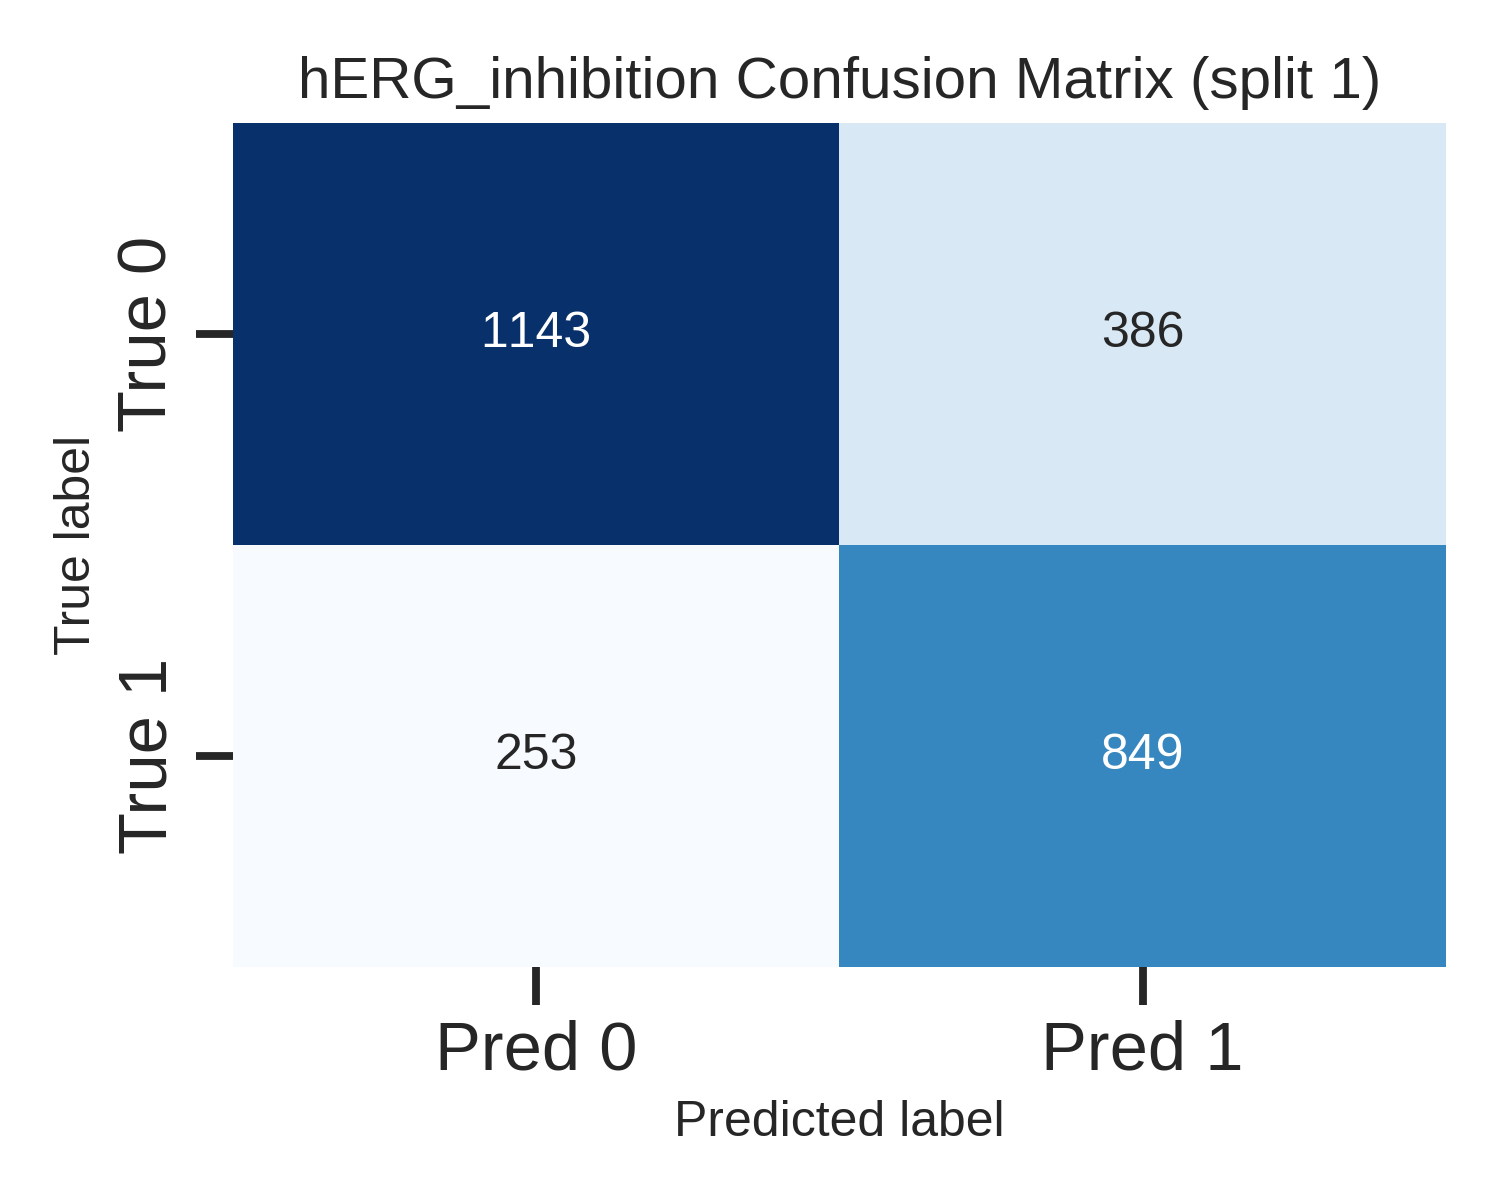 hERG_inhibition Confusion Matrix (split 1)
True label
True 0
1143
386
True 1
253
849
Pred 0
Pred 1
Predicted label